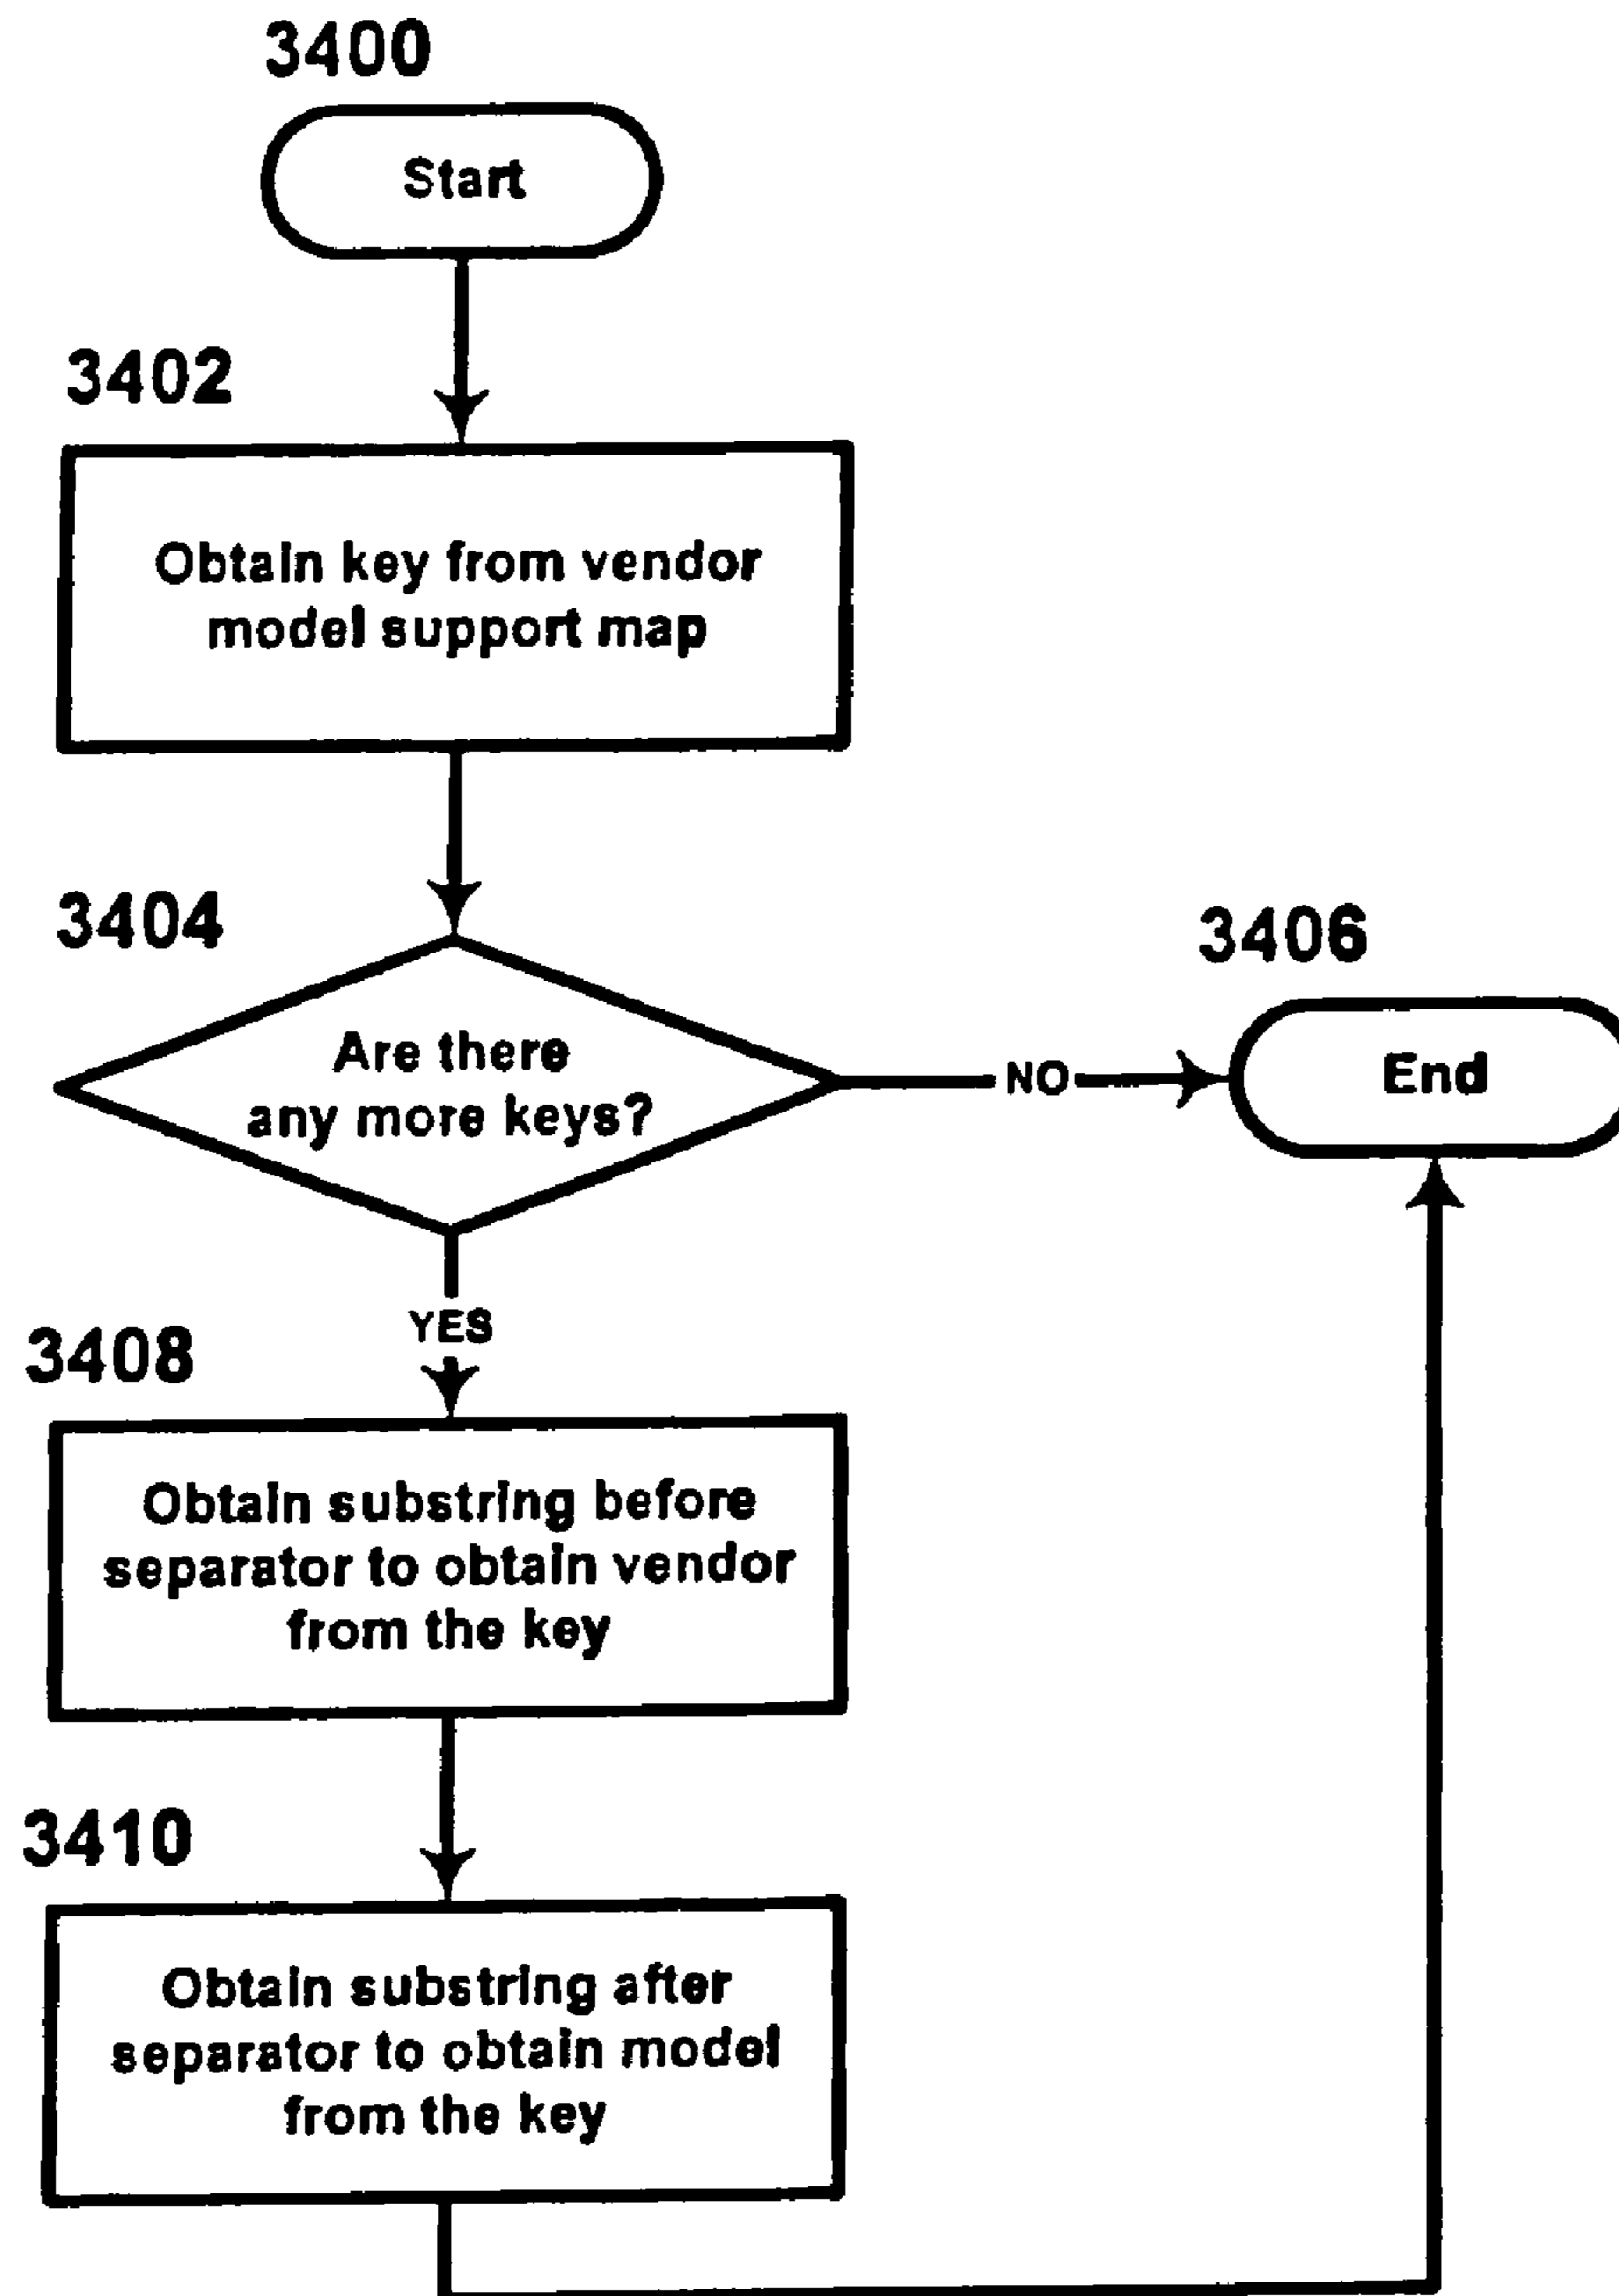 3400
Start
3402
Obtain key from vendor
model support map
3404
Are there
any more keys?
NO
3406
End
YES
3408
Obtain substring before
separator to obtain vendor
from the key
3410
Obtain substring after
separator to obtain model
from the key